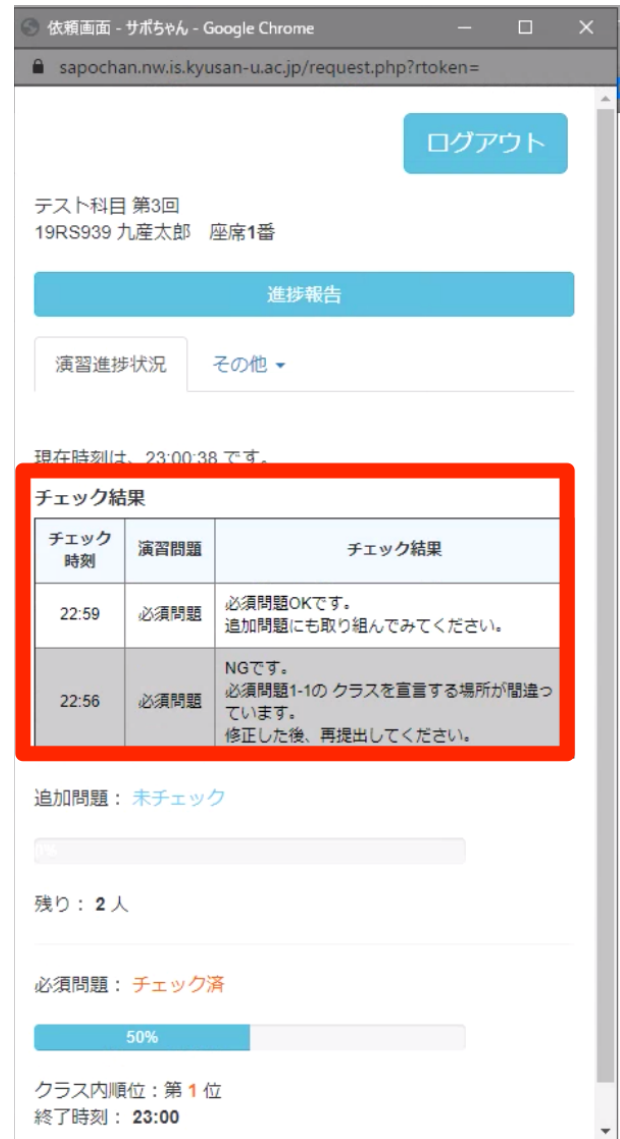 依頼画面 - サポちゃん - Google Chrome
sapochan.nw.is.kyusan-u.ac.jp/request.php?rtoken=
ログアウト
テスト科目 第3回
19RS939 九産太郎 座席1番
進捗報告
演習進捗状況 その他
現在時刻は、23:00:38 です。
チェック結果
チェック
時刻
演習問題
チェック結果
22:59
必須問題
必須問題OKです。
追加問題にも取り組んでみてください。
22:56
必須問題
NGです。
必須問題1-1の クラスを宣言する場所が間違っ
ています。
修正した後、再提出してください。
追加問題： 未チェック
0%
残り： 2 人
必須問題： チェック済
50%
クラス内順位：第 1 位
終了時刻： 23:00